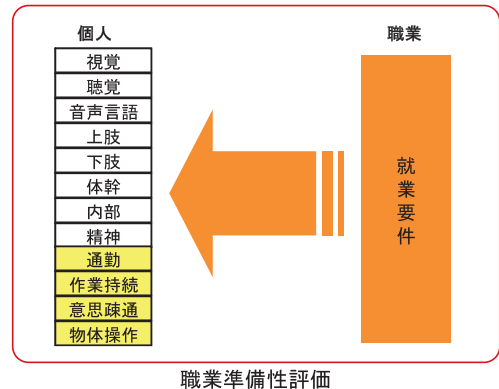 個人
視覚
聴覚
音声言語
上肢
下肢
体幹
内部
精神
通勤
作業持続
意思疎通
物体操作
職業
就業要件
職業準備性評価